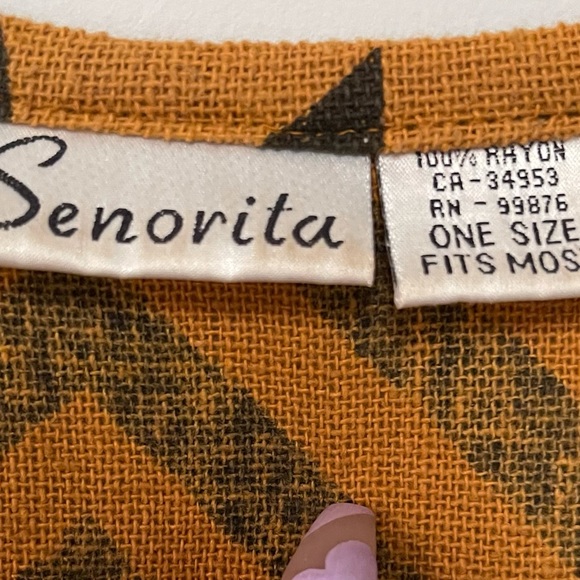 Senorita
100% RAYON
CA-34953
RN - 99876
ONE SIZE
FITS MOS